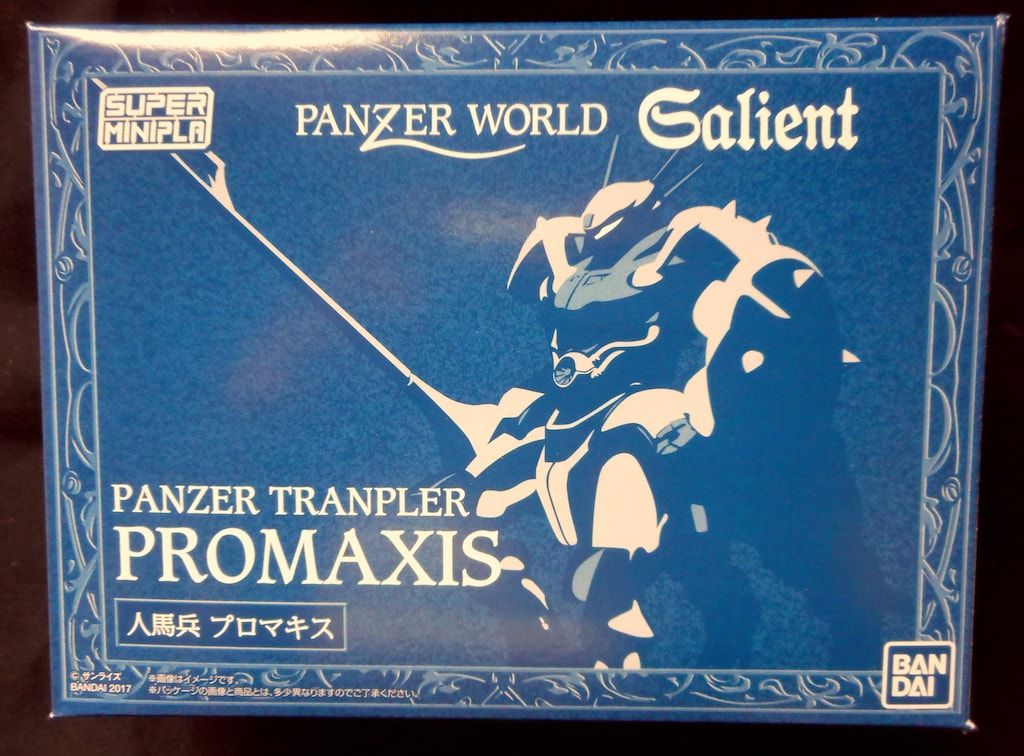 SUPER
MINIPLA
PANZER WORLD Salient
PANZER TRANPLER
PROMAXIS
人馬兵 プロマキス
© サンライズ
BANDAI 2017
※画像はイメージです。
※パッケージの画像と商品とは、多少異なりますのでご了承ください。
BAN
DAI